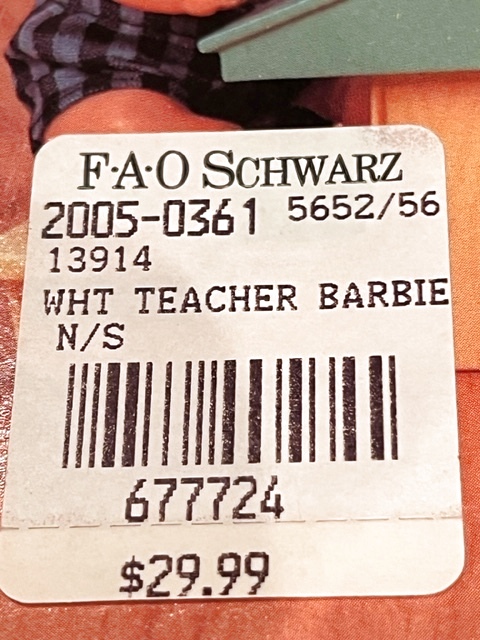 F·A·O SCHWARZ
2005-0361 5652/56
13914
WHT TEACHER BARBIE
N/S
677724
$29.99